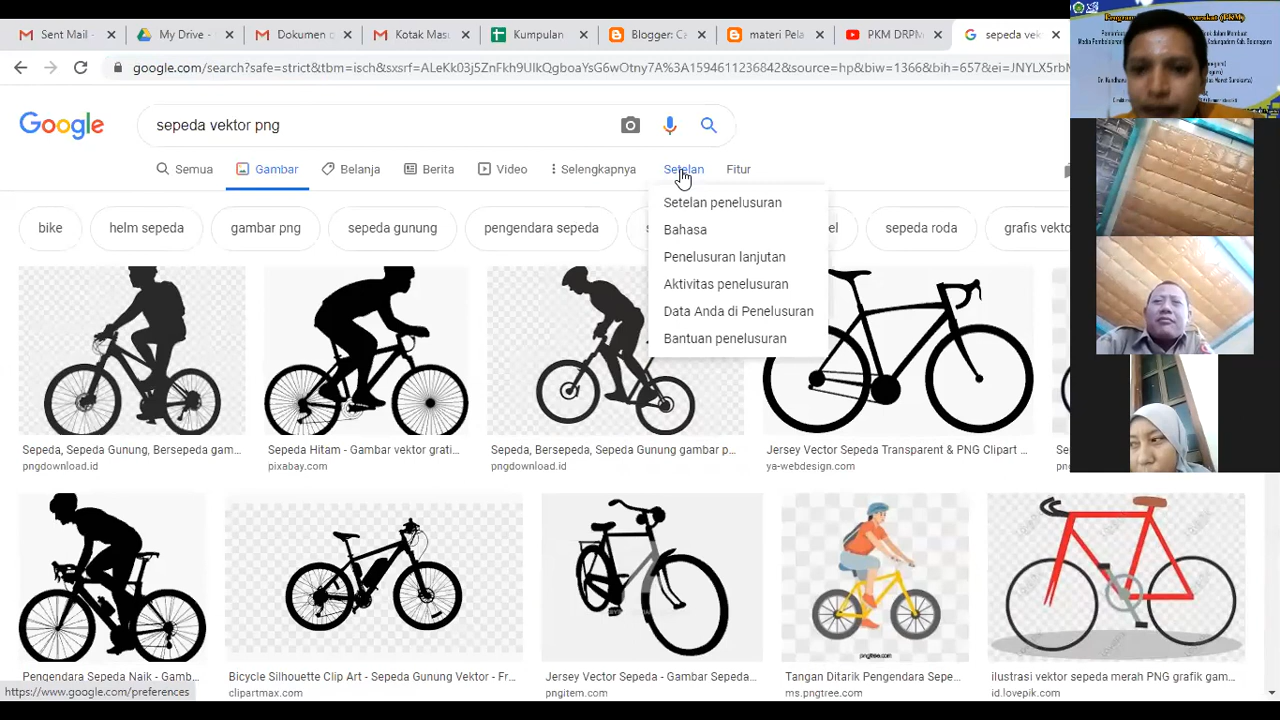 Sent Mail -
My Drive -
Dokumen c
Kotak Mas
Kumpulan
Blogger: Ca
materi Pela
PKM DRPM
sepeda vek
google.com/search?safe=strict&tbm=isch&sxsrf=ALeKk03j5ZnFkh9UlkQgboaYsG6wOtny7A%3A1594611236842&source=hp&biw=1366&bih=657&ei=JNYLX5rbM
Google
sepeda vektor png
Semua
Gambar
Belanja
Berita
Video
Selengkapnya
Setelan
Fitur
Setelan penelusuran
Bahasa
Penelusuran lanjutan
Aktivitas penelusuran
Data Anda di Penelusuran
Bantuan penelusuran
bike
helm sepeda
gambar png
sepeda gunung
pengendara sepeda
sepeda roda
grafis vekto
Sepeda, Sepeda Gunung, Bersepeda gam...
pngdownload.id
Sepeda Hitam - Gambar vektor grati...
pixabay.com
Sepeda, Bersepeda, Sepeda Gunung gambar p...
pngdownload.id
Jersey Vector Sepeda Transparent & PNG Clipart ...
ya-webdesign.com
Pengendara Sepeda Naik - Gamb...
Bicycle Silhouette Clip Art - Sepeda Gunung Vektor - Fr...
clipartmax.com
Jersey Vector Sepeda - Gambar Sepeda...
pngitem.com
pngtree.com
Tangan Ditarik Pengendara Sepe...
ms.pngtree.com
ilustrasi vektor sepeda merah PNG grafik gam...
id.lovepik.com
https://www.google.com/preferences